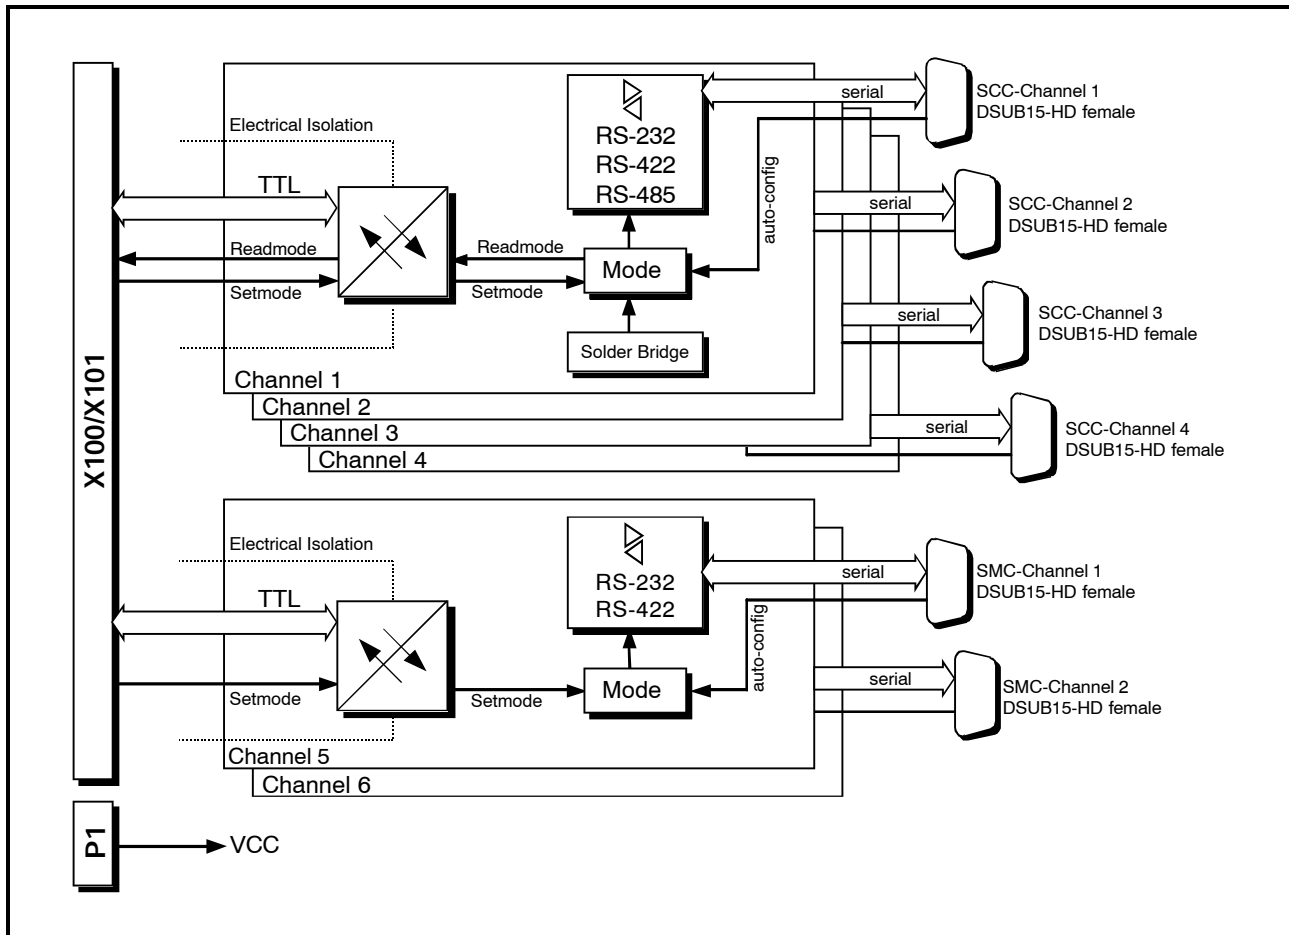 X100/X101
Electrical Isolation
TTL
Readmode
Setmode
Readmode
Setmode
RS-232
RS-422
RS-485
Mode
Solder Bridge
auto-config
Channel 1
Channel 2
Channel 3
Channel 4
serial
SCC-Channel 1
DSUB15-HD female
serial
SCC-Channel 2
DSUB15-HD female
serial
SCC-Channel 3
DSUB15-HD female
serial
SCC-Channel 4
DSUB15-HD female
Electrical Isolation
TTL
Setmode
Setmode
RS-232
RS-422
Mode
auto-config
Channel 5
Channel 6
serial
SMC-Channel 1
DSUB15-HD female
serial
SMC-Channel 2
DSUB15-HD female
P1
VCC